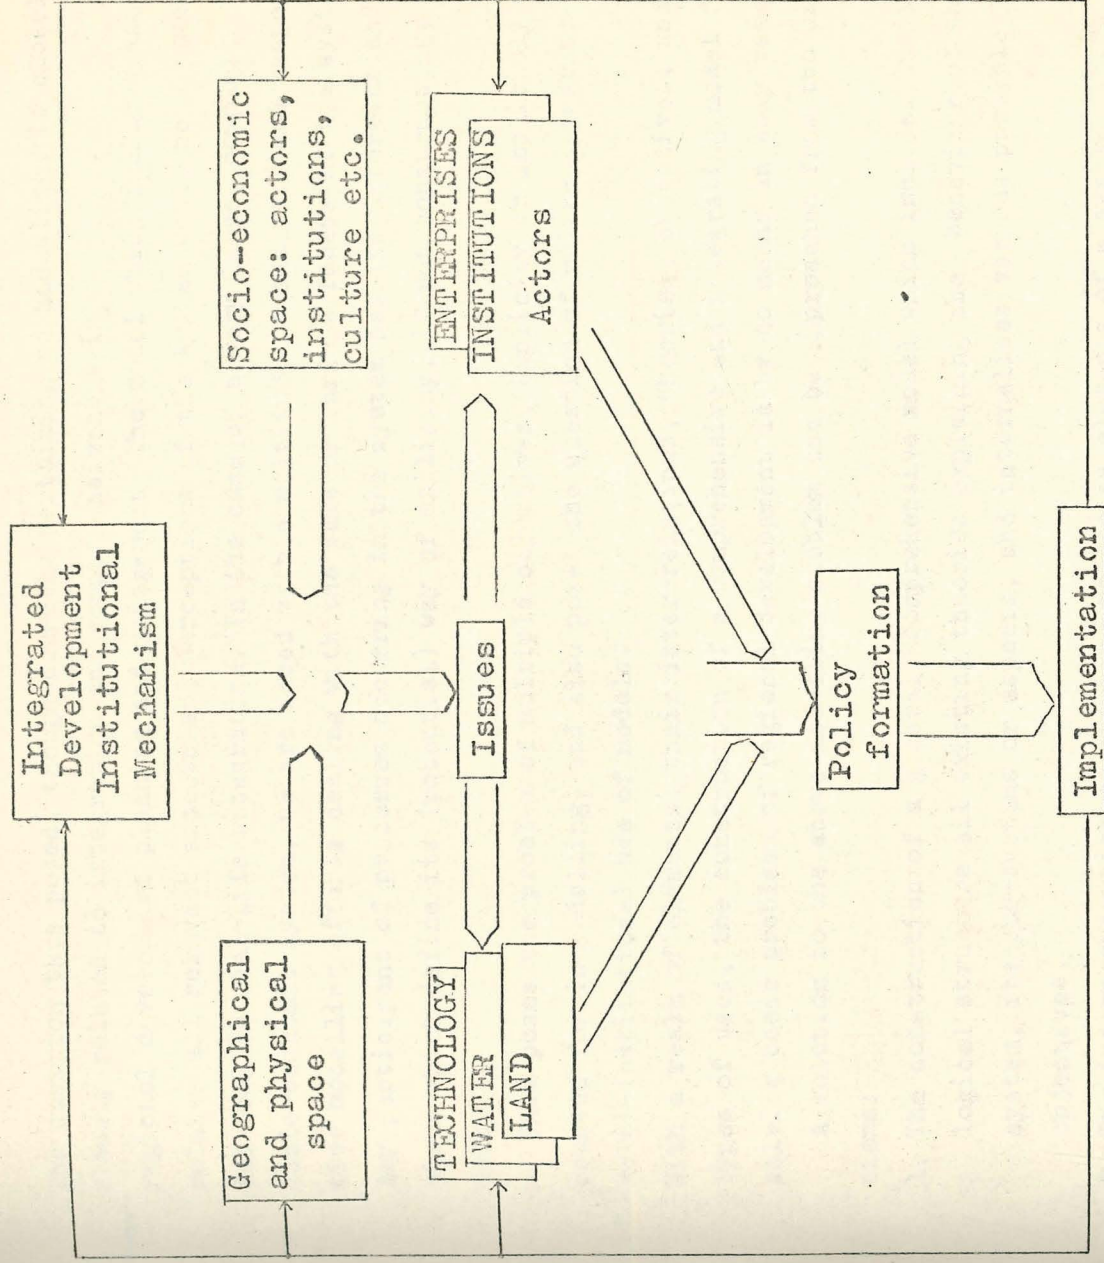 Integrated
Development
Institutional
Mechanism
Geographical
and physical
space
Socio-economic
space: actors,
institutions,
culture etc.
TECHNOLOGY
WATER
LAND
Issues
ENTERPRISES
INSTITUTIONS
Actors
Policy
formation
Implementation